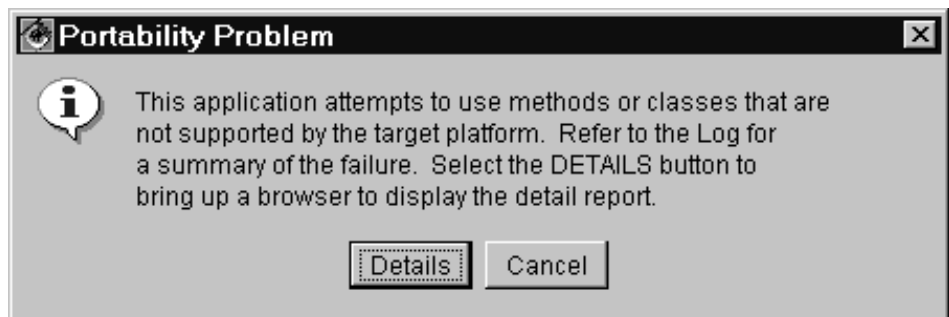 Portability Problem
This application attempts to use methods or classes that are
not supported by the target platform.  Refer to the Log for
a summary of the failure.  Select the DETAILS button to
bring up a browser to display the detail report.
Details Cancel